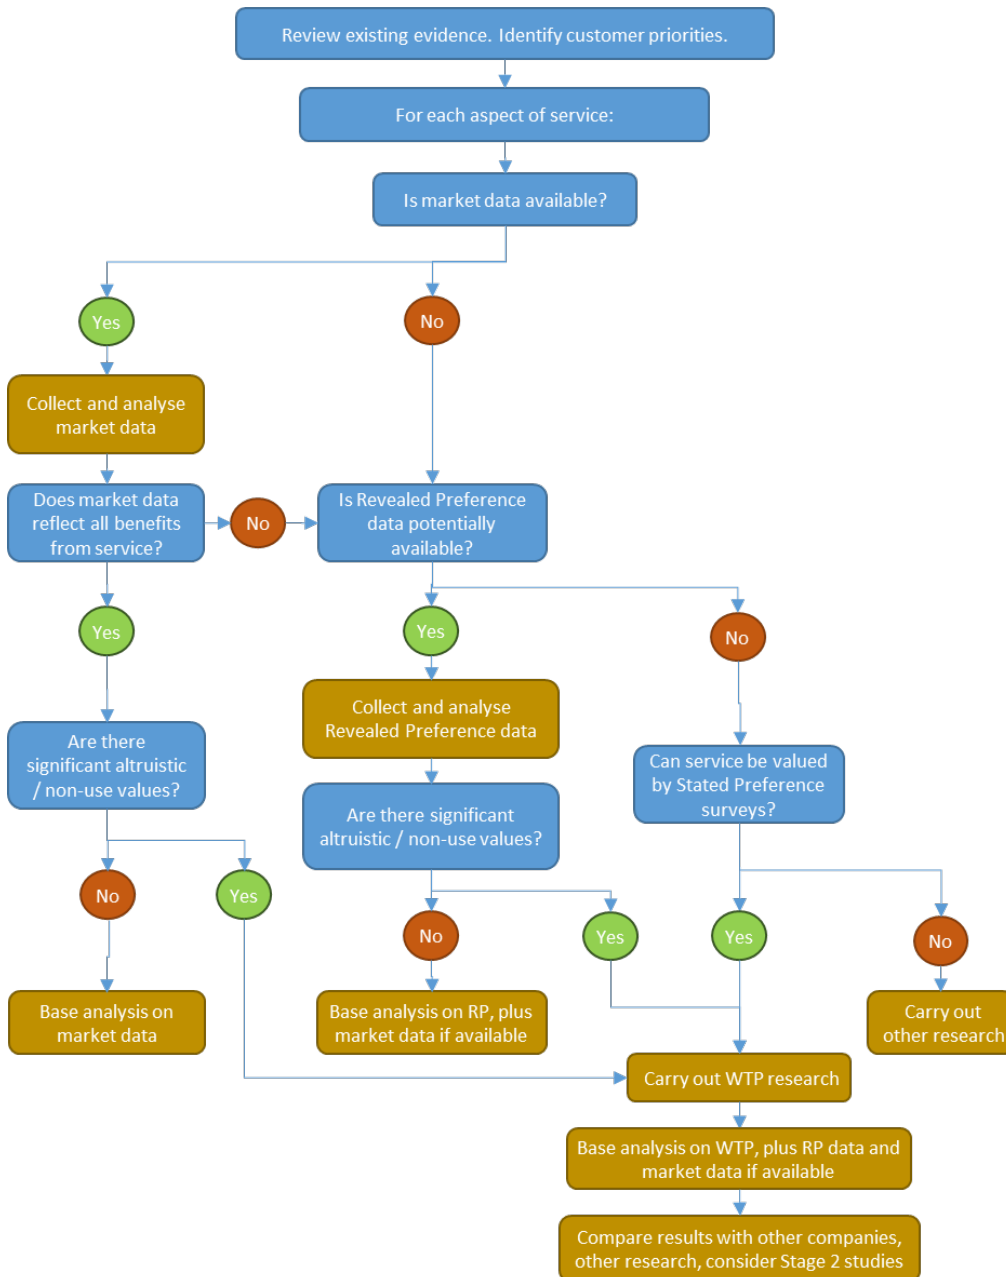 Review existing evidence. Identify customer priorities.
For each aspect of service:
Is market data available?
Yes
No
Collect and analyse
market data
Does market data
reflect all benefits
from service?
No
Is Revealed Preference
data potentially
available?
Yes
Yes
No
Collect and analyse
Revealed Preference data
Are there
significant altruistic
/ non-use values?
Can service be valued
by Stated Preference
surveys?
Are there significant
altruistic / non-use values?
No
Yes
No
Yes
Yes
No
Base analysis on
market data
Base analysis on RP, plus
market data if available
Carry out
other research
Carry out WTP research
Base analysis on WTP, plus RP data and
market data if available
Compare results with other companies,
other research, consider Stage 2 studies